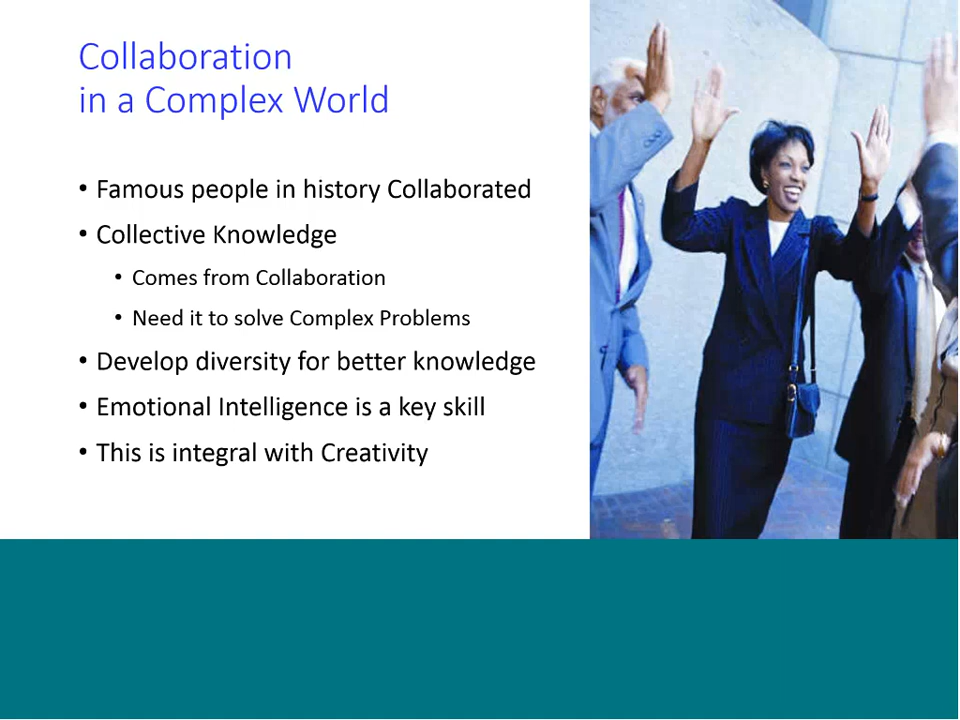 Collaboration
in a Complex World
• Famous people in history Collaborated
• Collective Knowledge
• Comes from Collaboration
• Need it to solve Complex Problems
• Develop diversity for better knowledge
• Emotional Intelligence is a key skill
• This is integral with Creativity